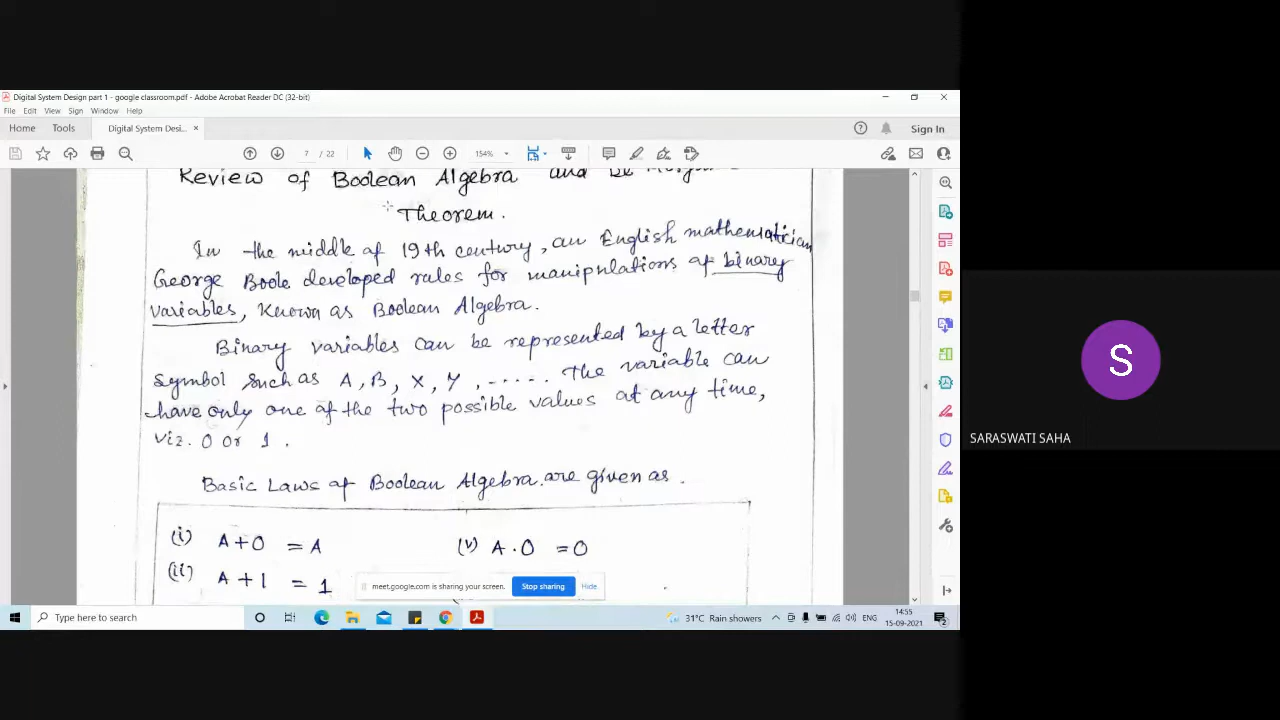 Digital System Design part 1 - google classroom.pdf - Adobe Acrobat Reader DC (32-bit)
File Edit View Sign Window Help
Home Tools Digital System Desi... × Sign In
7 / 22 154%
Review of Boolean Algebra and De Morgan
Theorem.
In the middle of 19th century, an English mathematician
George Boole developed rules for manipulations of binary
variables, Known as Boolean Algebra.
Binary variables can be represented by a letter
symbol such as A, B, X, Y, ...... The variable can
have only one of the two possible values at any time,
viz. 0 or 1.
Basic Laws of Boolean Algebra are given as.
(i) A+0 = A (v) A·0 = 0
(ii) A+1 = 1
meet.google.com is sharing your screen. Stop sharing Hide
Type here to search
31°C Rain showers ENG 14:55
15-09-2021 2
S
SARASWATI SAHA